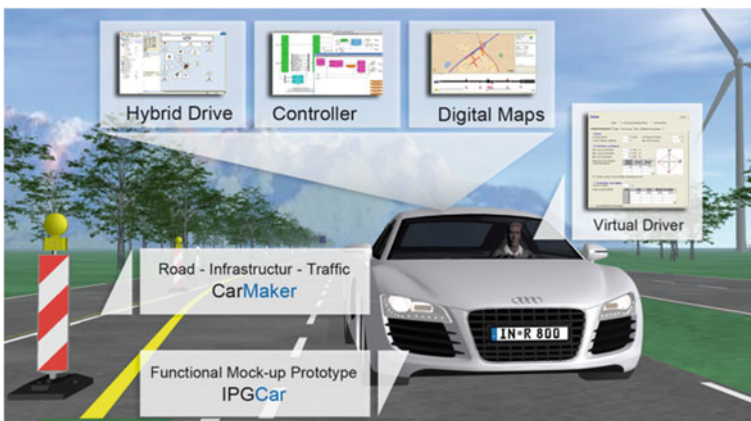 Hybrid Drive
Controller
Digital Maps
Virtual Driver
Road - Infrastructur - Traffic
CarMaker
IN·R 800
Functional Mock-up Prototype
IPGCar